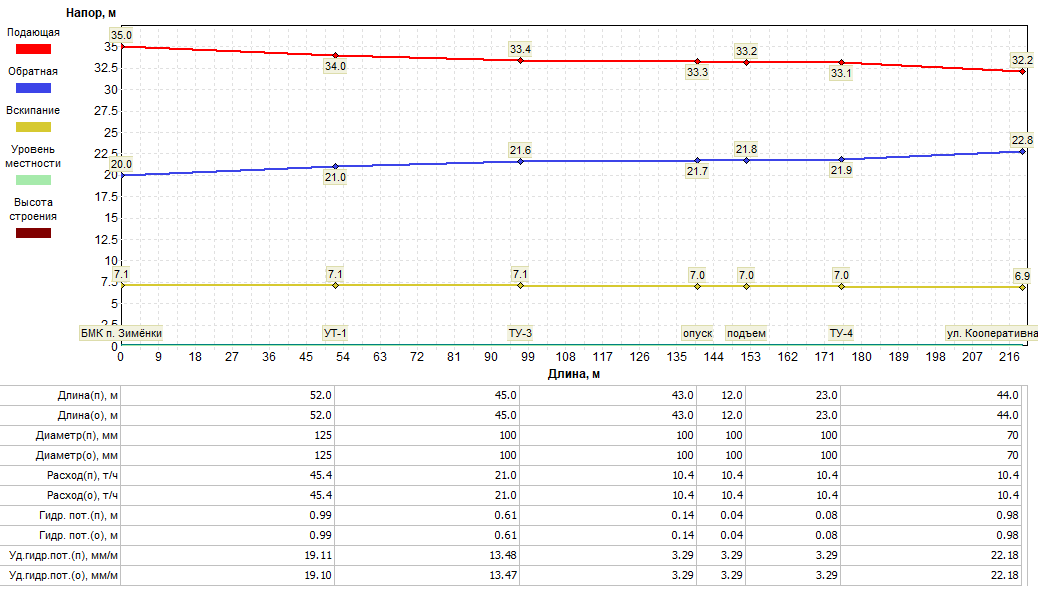 Напор, м
Подающая
Обратная
Вскипание
Уровень
местности
Высота
строения
35
32.5
30
27.5
25
22.5
20
17.5
15
12.5
10
7.5
5
2.5
0
35.0
34.0
33.4
33.3
33.2
33.1
32.2
20.0
21.0
21.6
21.7
21.8
21.9
22.8
7.1
7.1
7.1
7.0
7.0
7.0
6.9
БМК п. Зимёнки УТ-1 ТУ-3 опуск подъем ТУ-4 ул. Кооперативна
0 9 18 27 36 45 54 63 72 81 90 99 108 117 126 135 144 153 162 171 180 189 198 207 216
Длина, м
Длина(п), м 52.0 45.0 43.0 12.0 23.0 44.0
Длина(о), м 52.0 45.0 43.0 12.0 23.0 44.0
Диаметр(п), мм 125 100 100 100 100 70
Диаметр(о), мм 125 100 100 100 100 70
Расход(п), т/ч 45.4 21.0 10.4 10.4 10.4 10.4
Расход(о), т/ч 45.4 21.0 10.4 10.4 10.4 10.4
Гидр. пот.(п), м 0.99 0.61 0.14 0.04 0.08 0.98
Гидр. пот.(о), м 0.99 0.61 0.14 0.04 0.08 0.98
Уд.гидр.пот.(п), мм/м 19.11 13.48 3.29 3.29 3.29 22.18
Уд.гидр.пот.(о), мм/м 19.10 13.47 3.29 3.29 3.29 22.18